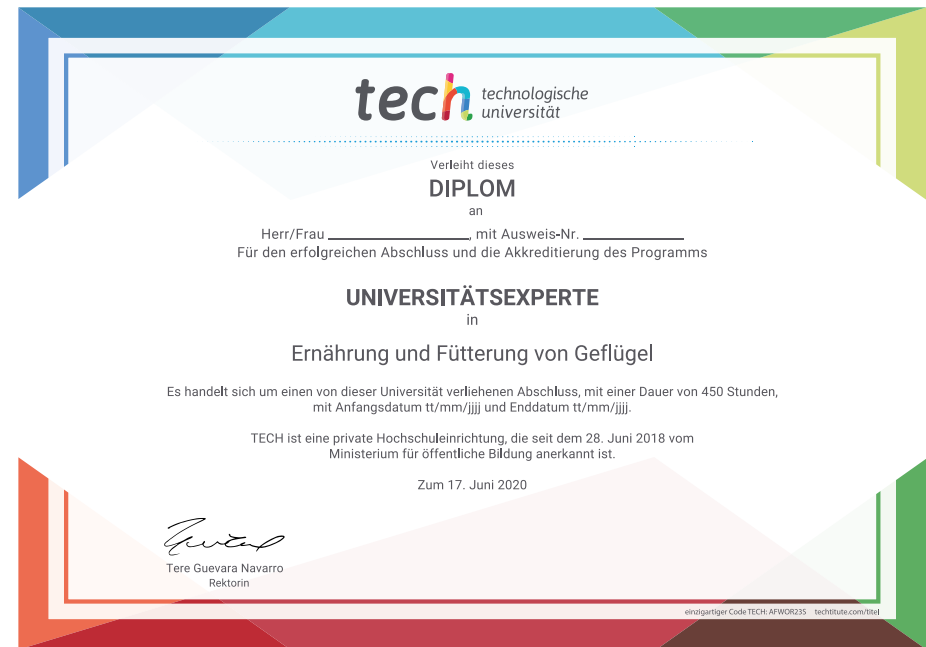 tech technologische
universität
Verleiht dieses
DIPLOM
an
Herr/Frau ____________________, mit Ausweis-Nr. ______________
Für den erfolgreichen Abschluss und die Akkreditierung des Programms
UNIVERSITÄTSEXPERTE
in
Ernährung und Fütterung von Geflügel
Es handelt sich um einen von dieser Universität verliehenen Abschluss, mit einer Dauer von 450 Stunden,
mit Anfangsdatum tt/mm/jjjj und Enddatum tt/mm/jjjj.
TECH ist eine private Hochschuleinrichtung, die seit dem 28. Juni 2018 vom
Ministerium für öffentliche Bildung anerkannt ist.
Zum 17. Juni 2020
Tere Guevara Navarro
Rektorin
einzigartiger Code TECH: AFWOR23S techtitute.com/titel